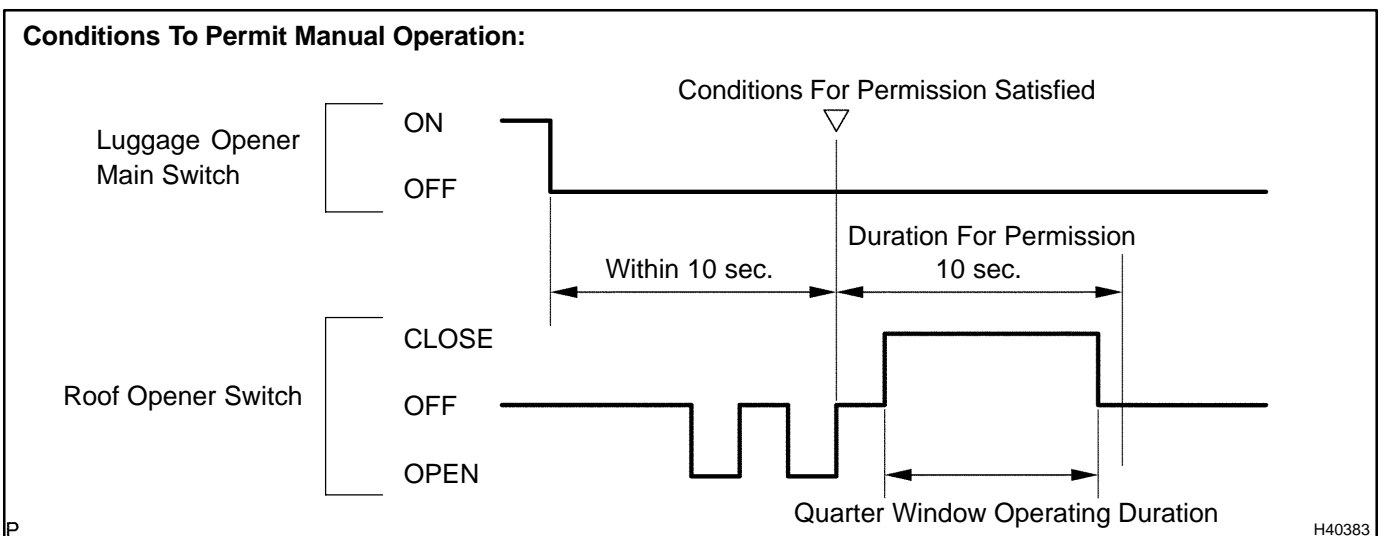 Conditions To Permit Manual Operation:
Conditions For Permission Satisfied
Luggage Opener
Main Switch
ON
OFF
Duration For Permission
10 sec.
Within 10 sec.
Roof Opener Switch
CLOSE
OFF
OPEN
Quarter Window Operating Duration
P
H40383